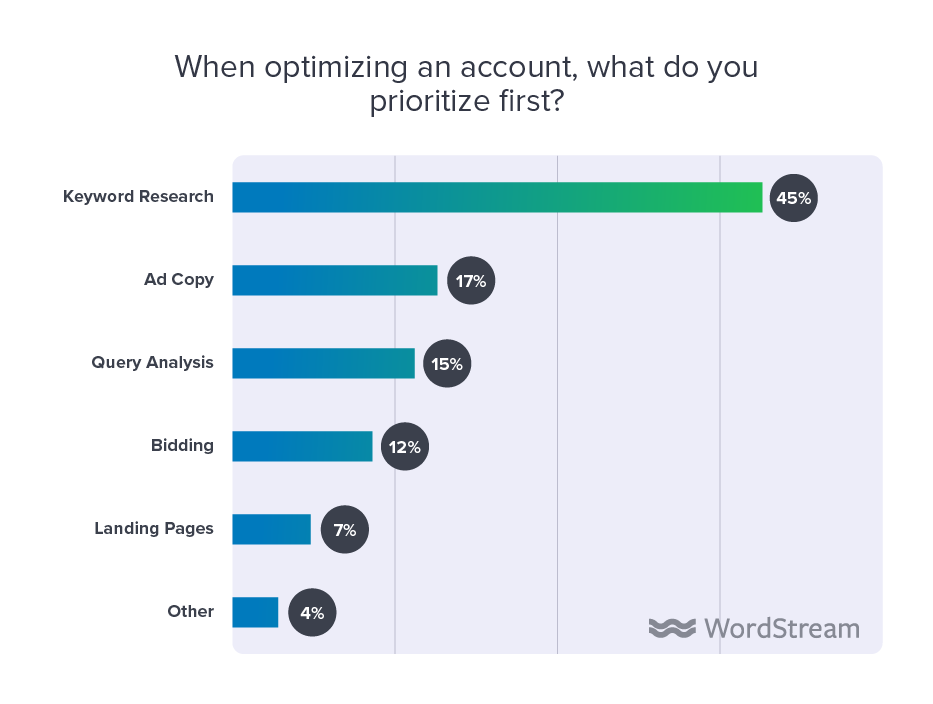 When optimizing an account, what do you
prioritize first?
Keyword Research
45%
Ad Copy
17%
Query Analysis
15%
Bidding
12%
Landing Pages
7%
Other
4%
WordStream